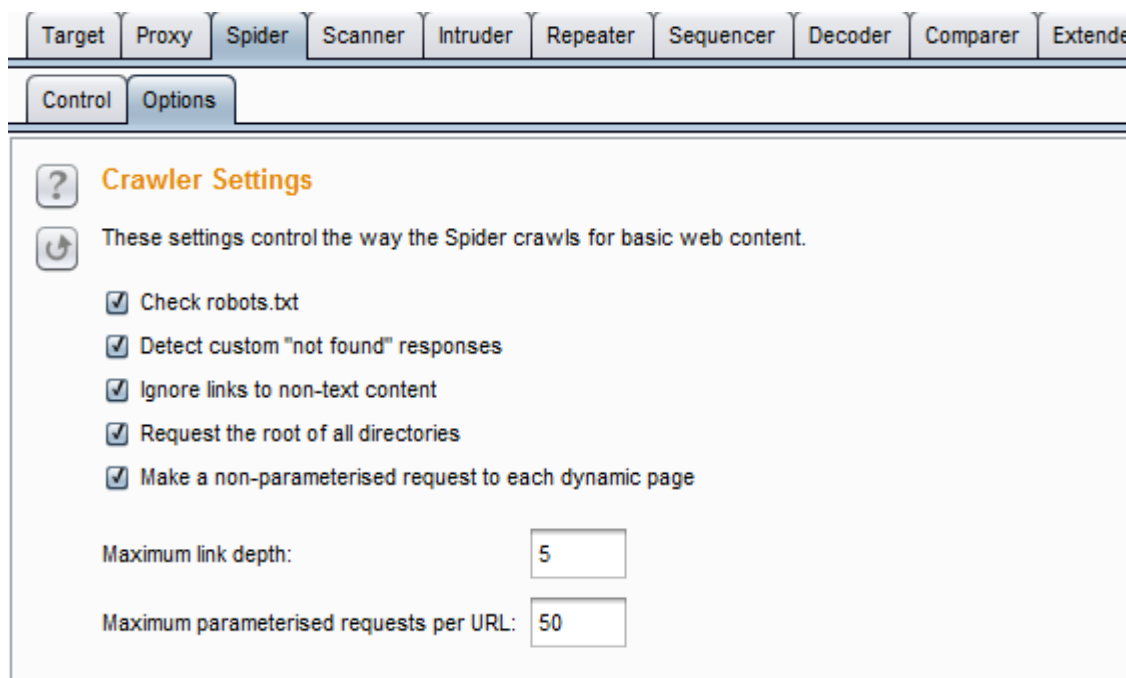 Target Proxy Spider Scanner Intruder Repeater Sequencer Decoder Comparer
Control Options
? Crawler Settings
These settings control the way the Spider crawls for basic web content.
Check robots.txt
Detect custom "not found" responses
Ignore links to non-text content
Request the root of all directories
Make a non-parameterised request to each dynamic page
Maximum link depth: 5
Maximum parameterised requests per URL: 50